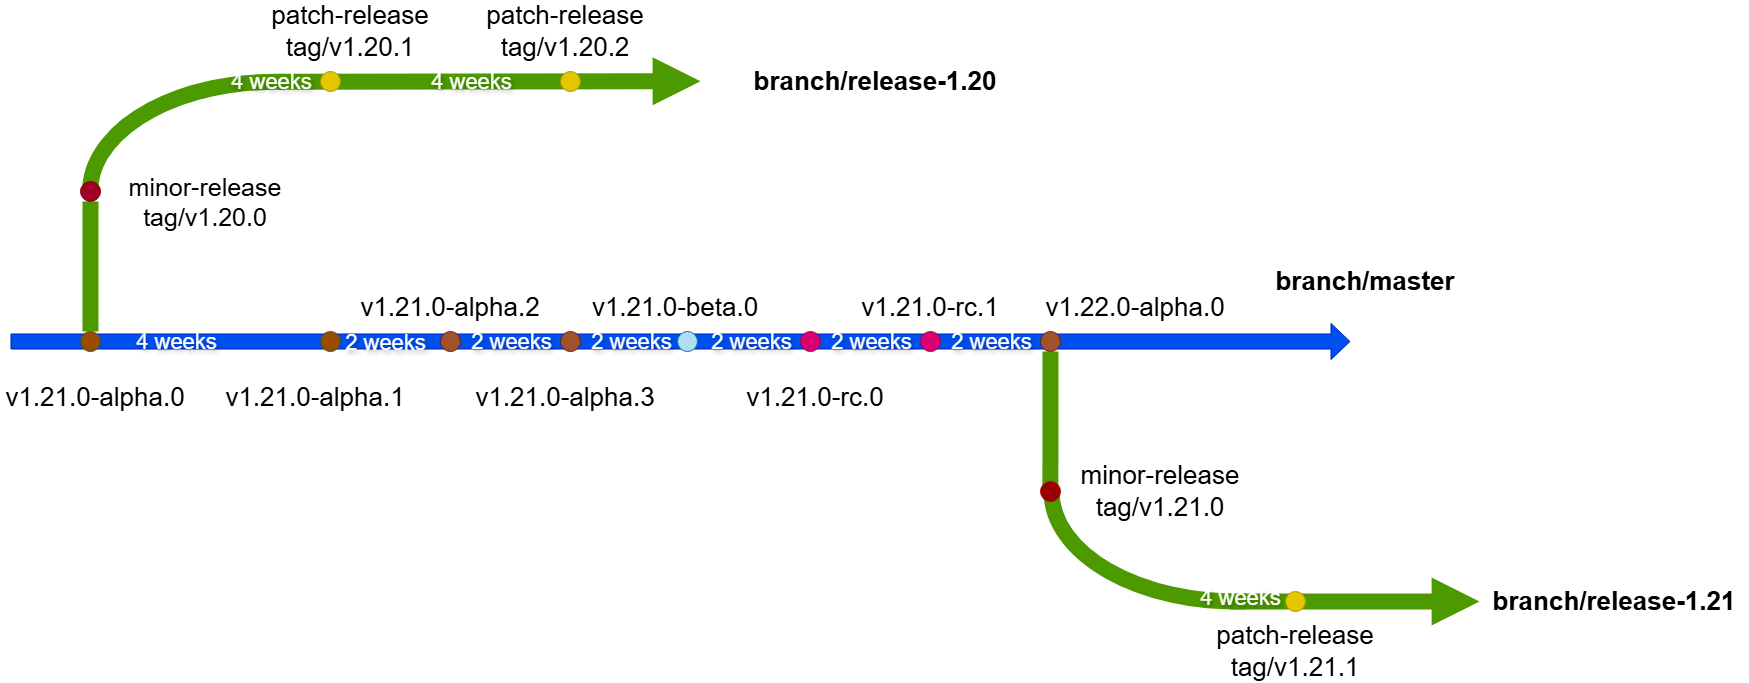 patch-release
tag/v1.20.1
patch-release
tag/v1.20.2
4 weeks
4 weeks
branch/release-1.20
minor-release
tag/v1.20.0
branch/master
v1.21.0-alpha.2
v1.21.0-beta.0
v1.21.0-rc.1
v1.22.0-alpha.0
4 weeks
2 weeks
2 weeks
2 weeks
2 weeks
2 weeks
2 weeks
v1.21.0-alpha.0
v1.21.0-alpha.1
v1.21.0-alpha.3
v1.21.0-rc.0
minor-release
tag/v1.21.0
4 weeks
branch/release-1.21
patch-release
tag/v1.21.1